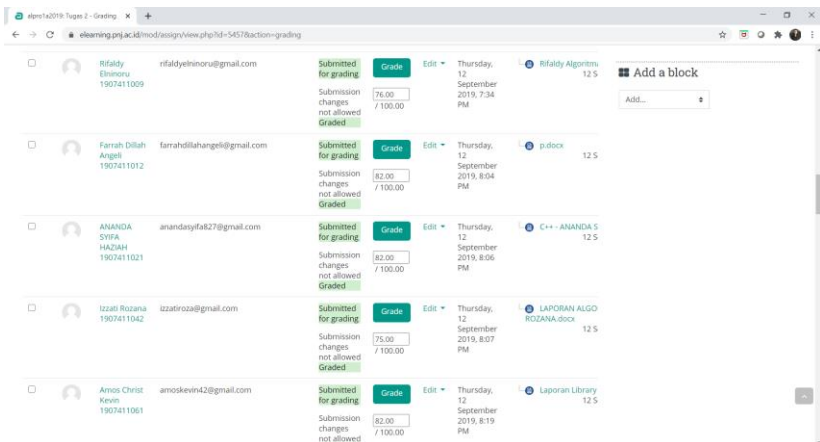 alpro1a2019: Tugas 2 - Grading
elearning.pnj.ac.id/mod/assign/view.php?id=5457&action=grading
Rifaldy
Elninoru
1907411009
rifaldyelninoru@gmail.com
Submitted
for grading
Submission
changes
not allowed
Graded
Grade
76.00
/ 100.00
Edit
Thursday,
12
September
2019, 7:34
PM
Rifaldy Algoritmu
12 S
Add a block
Add...
Farrah Dillah
Angeli
1907411012
farrahdillahangeli@gmail.com
Submitted
for grading
Submission
changes
not allowed
Graded
Grade
82.00
/ 100.00
Edit
Thursday,
12
September
2019, 8:04
PM
p.docx
12 S
ANANDA
SYIFA
HAZIAH
1907411021
anandasyifa827@gmail.com
Submitted
for grading
Submission
changes
not allowed
Graded
Grade
82.00
/ 100.00
Edit
Thursday,
12
September
2019, 8:06
PM
C++ - ANANDA S
12 S
Izzati Rozana
1907411042
izzatiroza@gmail.com
Submitted
for grading
Submission
changes
not allowed
Graded
Grade
75.00
/ 100.00
Edit
Thursday,
12
September
2019, 8:07
PM
LAPORAN ALGO
ROZANA.docx
12 S
Amos Christ
Kevin
1907411061
amoskevin42@gmail.com
Submitted
for grading
Submission
changes
not allowed
Grade
82.00
/ 100.00
Edit
Thursday,
12
September
2019, 8:19
PM
Laporan Library
12 S